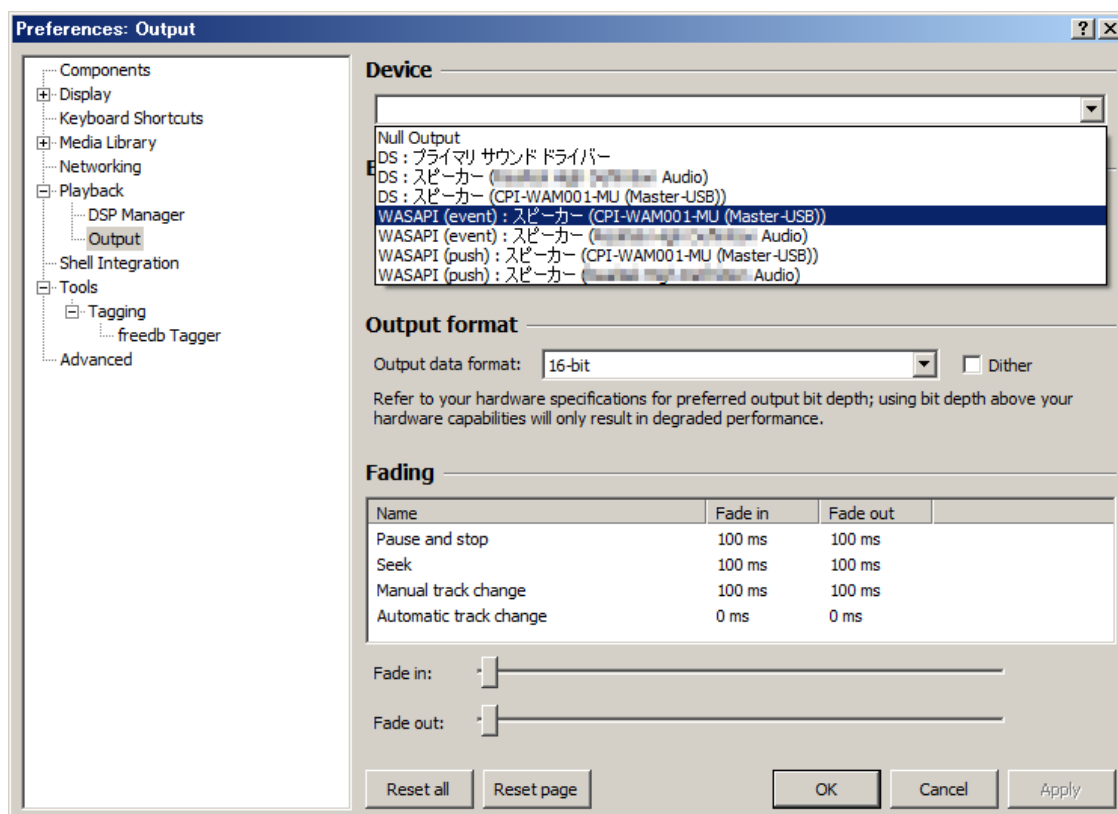 Preferences: Output
Components
Display
Keyboard Shortcuts
Media Library
Networking
Playback
DSP Manager
Output
Shell Integration
Tools
Tagging
freedb Tagger
Advanced
Device
Null Output
DS : プライマリ サウンド ドライバー
DS : スピーカー ( Audio)
DS : スピーカー (CPI-WAM001-MU (Master-USB))
WASAPI (event) : スピーカー (CPI-WAM001-MU (Master-USB))
WASAPI (event) : スピーカー ( Audio)
WASAPI (push) : スピーカー (CPI-WAM001-MU (Master-USB))
WASAPI (push) : スピーカー ( Audio)
Output format
Output data format: 16-bit Dither
Refer to your hardware specifications for preferred output bit depth; using bit depth above your
hardware capabilities will only result in degraded performance.
Fading
Name Fade in Fade out
Pause and stop 100 ms 100 ms
Seek 100 ms 100 ms
Manual track change 100 ms 100 ms
Automatic track change 0 ms 0 ms
Fade in:
Fade out:
Reset all Reset page OK Cancel Apply